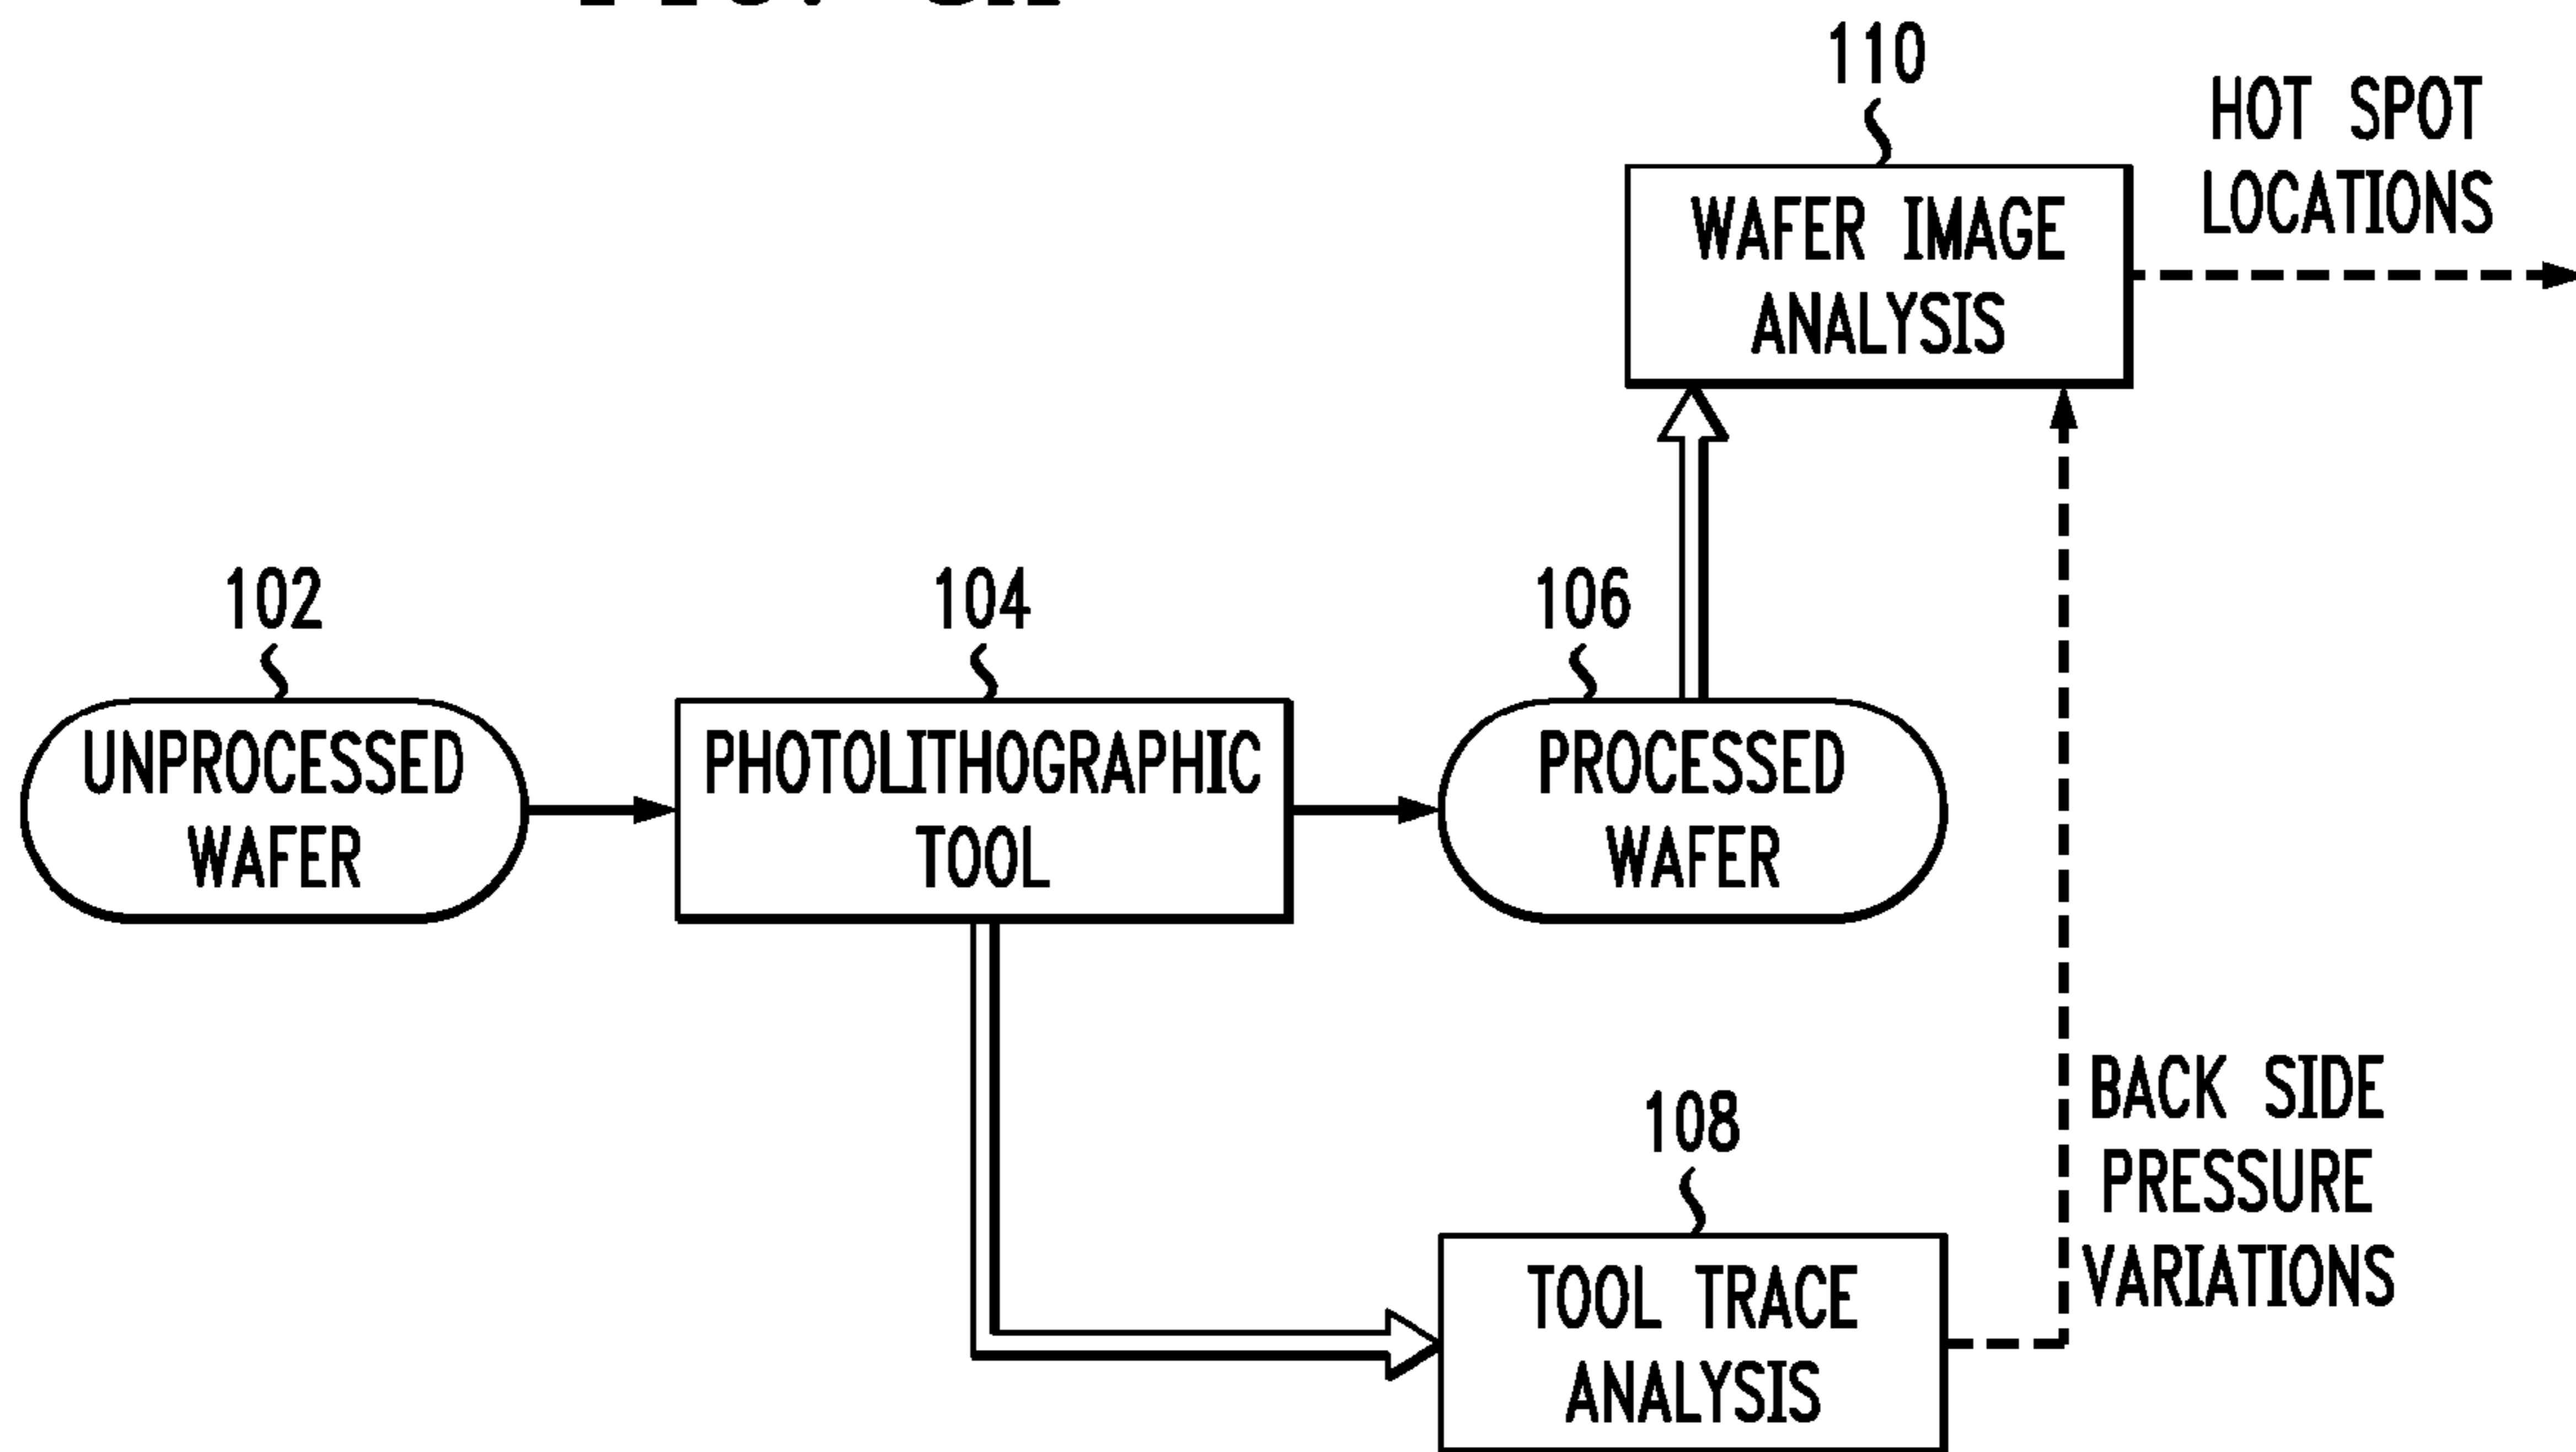 110
HOT SPOT
LOCATIONS
WAFER IMAGE
ANALYSIS
102
104
106
UNPROCESSED
WAFER
PHOTOLITHOGRAPHIC
TOOL
PROCESSED
WAFER
108
BACK SIDE
PRESSURE
VARIATIONS
TOOL TRACE
ANALYSIS